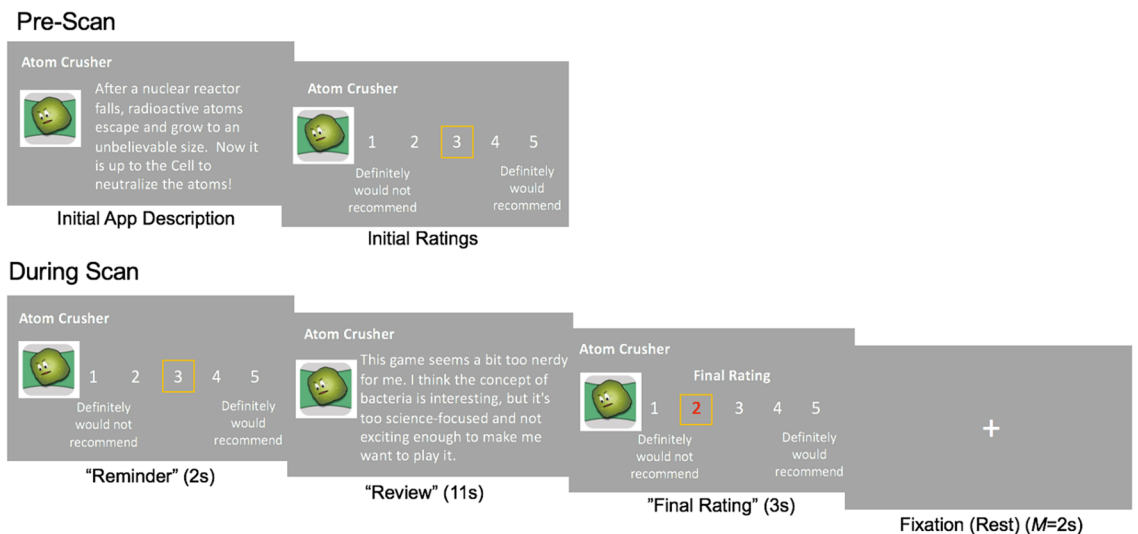 Pre-Scan
Atom Crusher
After a nuclear reactor
falls, radioactive atoms
escape and grow to an
unbelievable size. Now it
is up to the Cell to
neutralize the atoms!
Initial App Description
Atom Crusher
1 2 3 4 5
Definitely would not recommend
Definitely would recommend
Initial Ratings
During Scan
Atom Crusher
1 2 3 4 5
Definitely would not recommend
Definitely would recommend
“Reminder” (2s)
Atom Crusher
This game seems a bit too nerdy
for me. I think the concept of
bacteria is interesting, but it's
too science-focused and not
exciting enough to make me
want to play it.
“Review” (11s)
Atom Crusher
Final Rating
1 2 3 4 5
Definitely would not recommend
Definitely would recommend
”Final Rating” (3s)
+
Fixation (Rest) (M=2s)